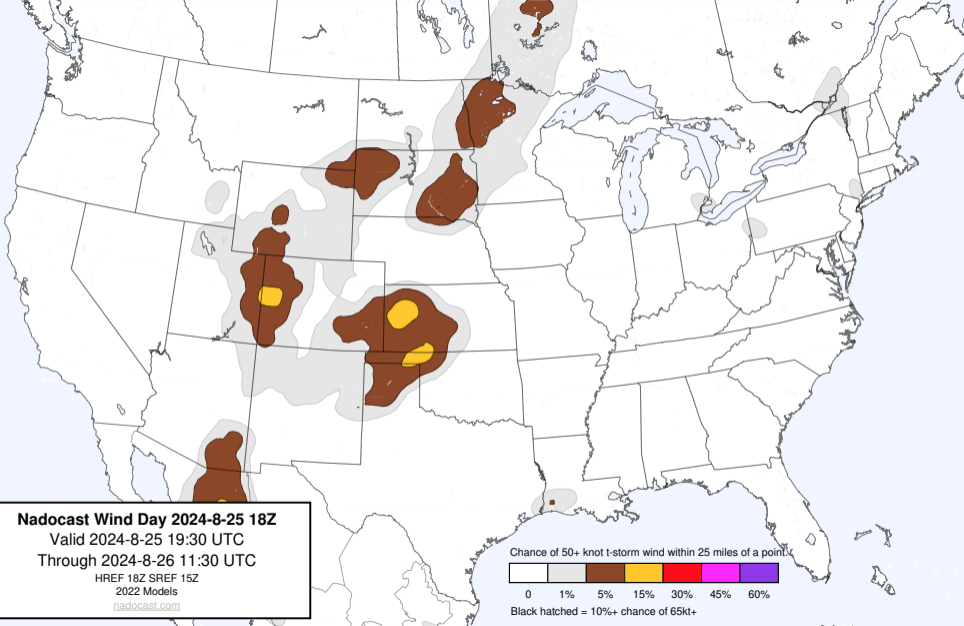 Nadocast Wind Day 2024-8-25 18Z
Valid 2024-8-25 19:30 UTC
Through 2024-8-26 11:30 UTC
HREF 18Z SREF 15Z
2022 Models
nadocast.com
Chance of 50+ knot t-storm wind within 25 miles of a point.
0 1% 5% 15% 30% 45% 60%
Black hatched = 10%+ chance of 65kt+